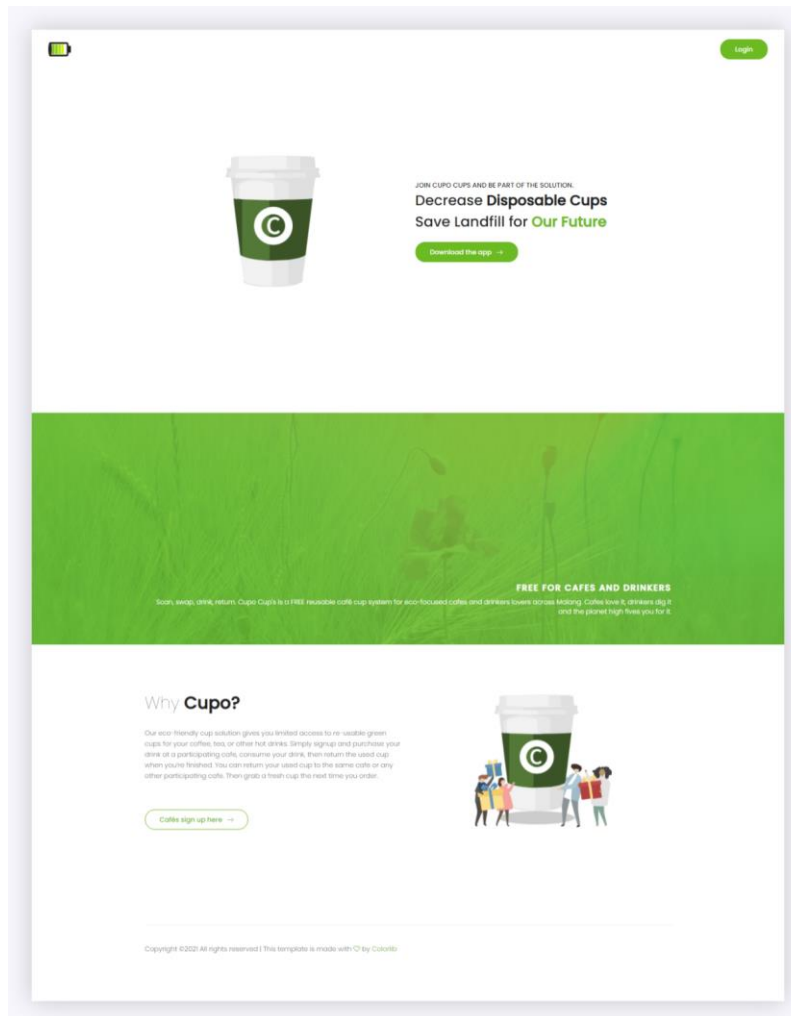 Login
JOIN CUPO CUPS AND BE PART OF THE SOLUTION.
Decrease Disposable Cups
Save Landfill for Our Future
Download the app →
C
FREE FOR CAFES AND DRINKERS
Scan, swap, drink, return. Cupo Cup's is a FREE reusable café cup system for eco-focused cafes and drinkers lovers across Malang. Cafes love it, drinkers dig it
and the planet high fives you for it.
Why Cupo?
Our eco-friendly cup solution gives you limited access to re-useable green
cups for your coffee, tea, or other hot drinks. Simply signup and purchase your
drink at a participating cafe, consume your drink, then return the used cup
when you're finished. You can return your used cup to the same cafe or any
other participating cafe. Then grab a fresh cup the next time you order.
C
Cafés sign up here →
Copyright ©2021 All rights reserved | This template is made with ♡ by Colorlib